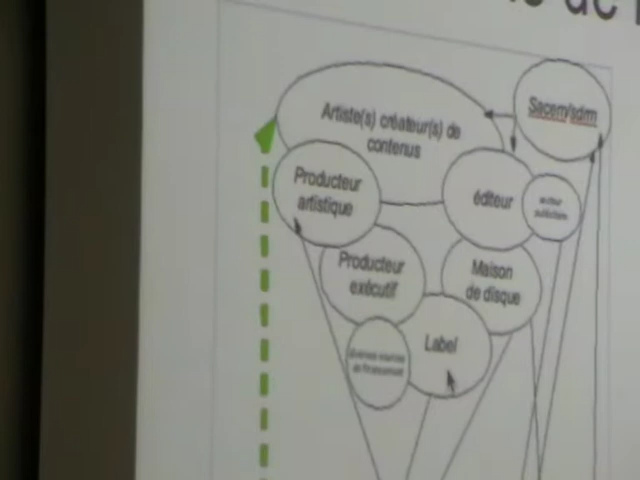 de
Artiste(s) créateur(s) de
contenus
Sacem/sdrm
Producteur
artistique
éditeur
Producteur
exécutif
Maison
de disque
Label